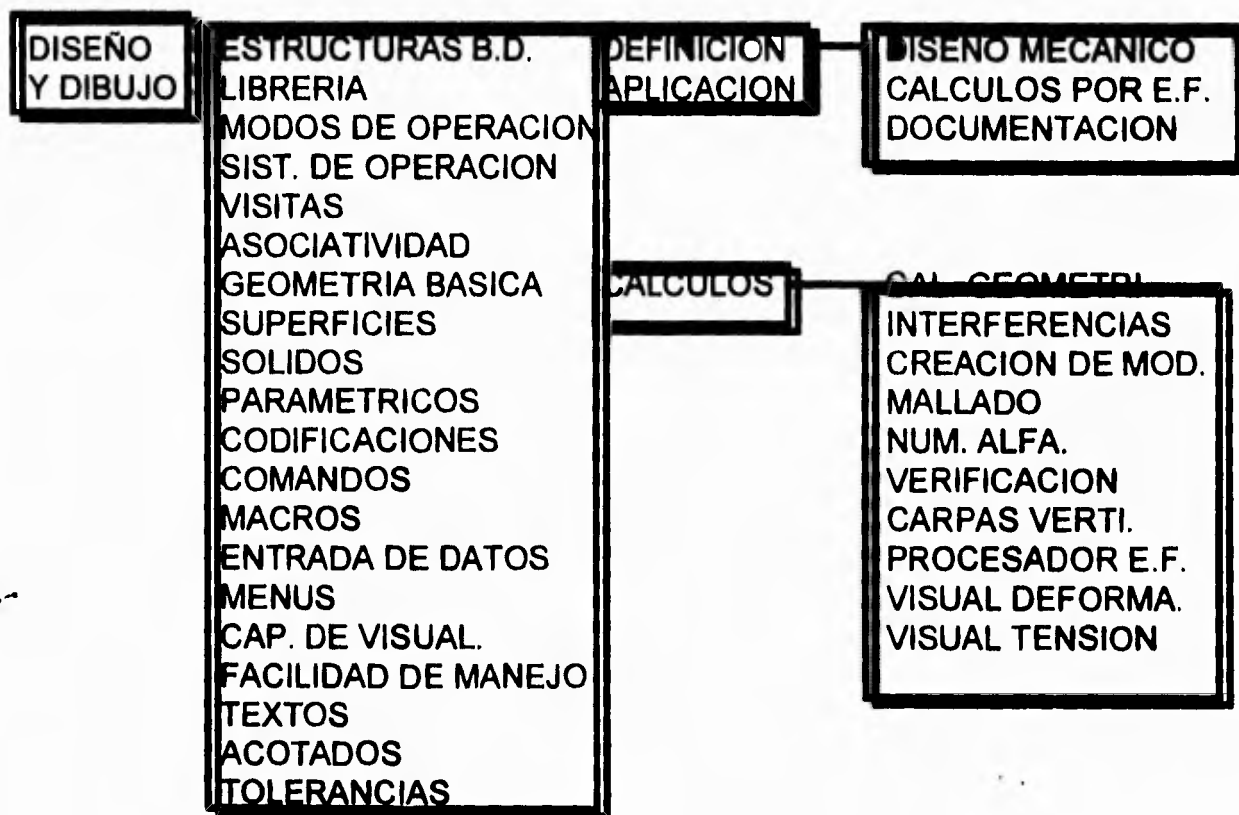 DISEÑO
Y DIBUJO
ESTRUCTURAS B.D.
LIBRERIA
MODOS DE OPERACION
SIST. DE OPERACION
VISITAS
ASOCIATIVIDAD
GEOMETRIA BASICA
SUPERFICIES
SOLIDOS
PARAMETRICOS
CODIFICACIONES
COMANDOS
MACROS
ENTRADA DE DATOS
MENUS
CAP. DE VISUAL.
FACILIDAD DE MANEJO
TEXTOS
ACOTADOS
TOLERANCIAS
DEFINICION
APLICACION
DISENO MECANICO
CALCULOS POR E.F.
DOCUMENTACION
CALCULOS
CAL. GEOMETRI.
INTERFERENCIAS
CREACION DE MOD.
MALLADO
NUM. ALFA.
VERIFICACION
CARPAS VERTI.
PROCESADOR E.F.
VISUAL DEFORMA.
VISUAL TENSION